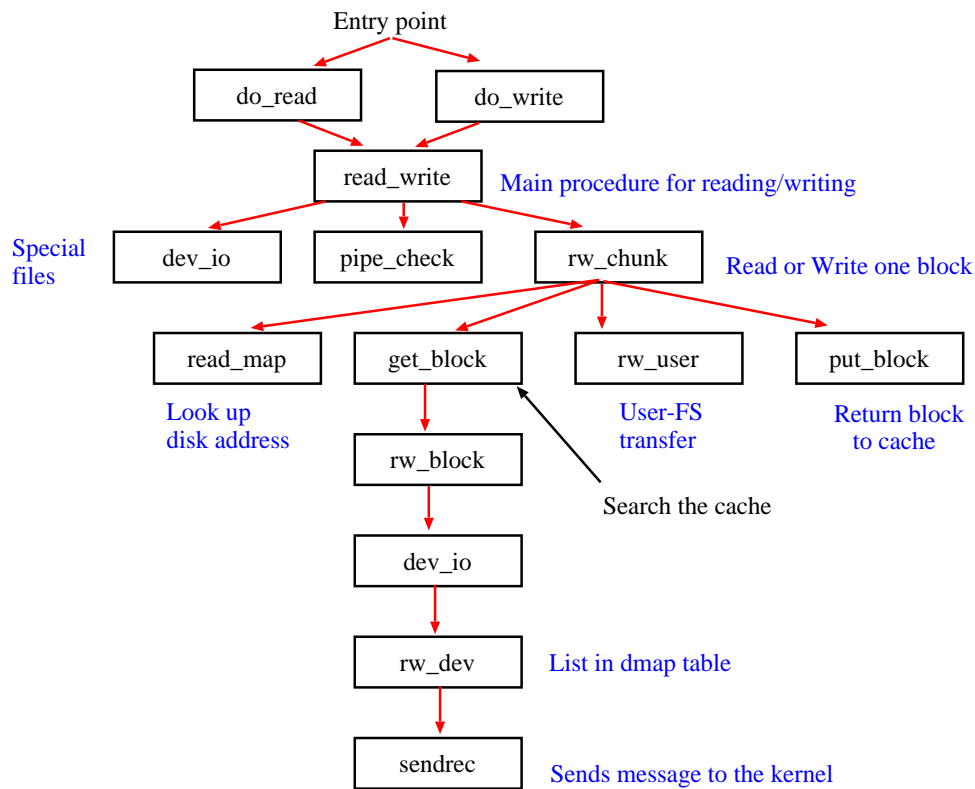 Entry point
do_read
do_write
read_write
Main procedure for reading/writing
Special
files
dev_io
pipe_check
rw_chunk
Read or Write one block
read_map
get_block
rw_user
put_block
Look up
disk address
User-FS
transfer
Return block
to cache
rw_block
Search the cache
dev_io
rw_dev
List in dmap table
sendrec
Sends message to the kernel